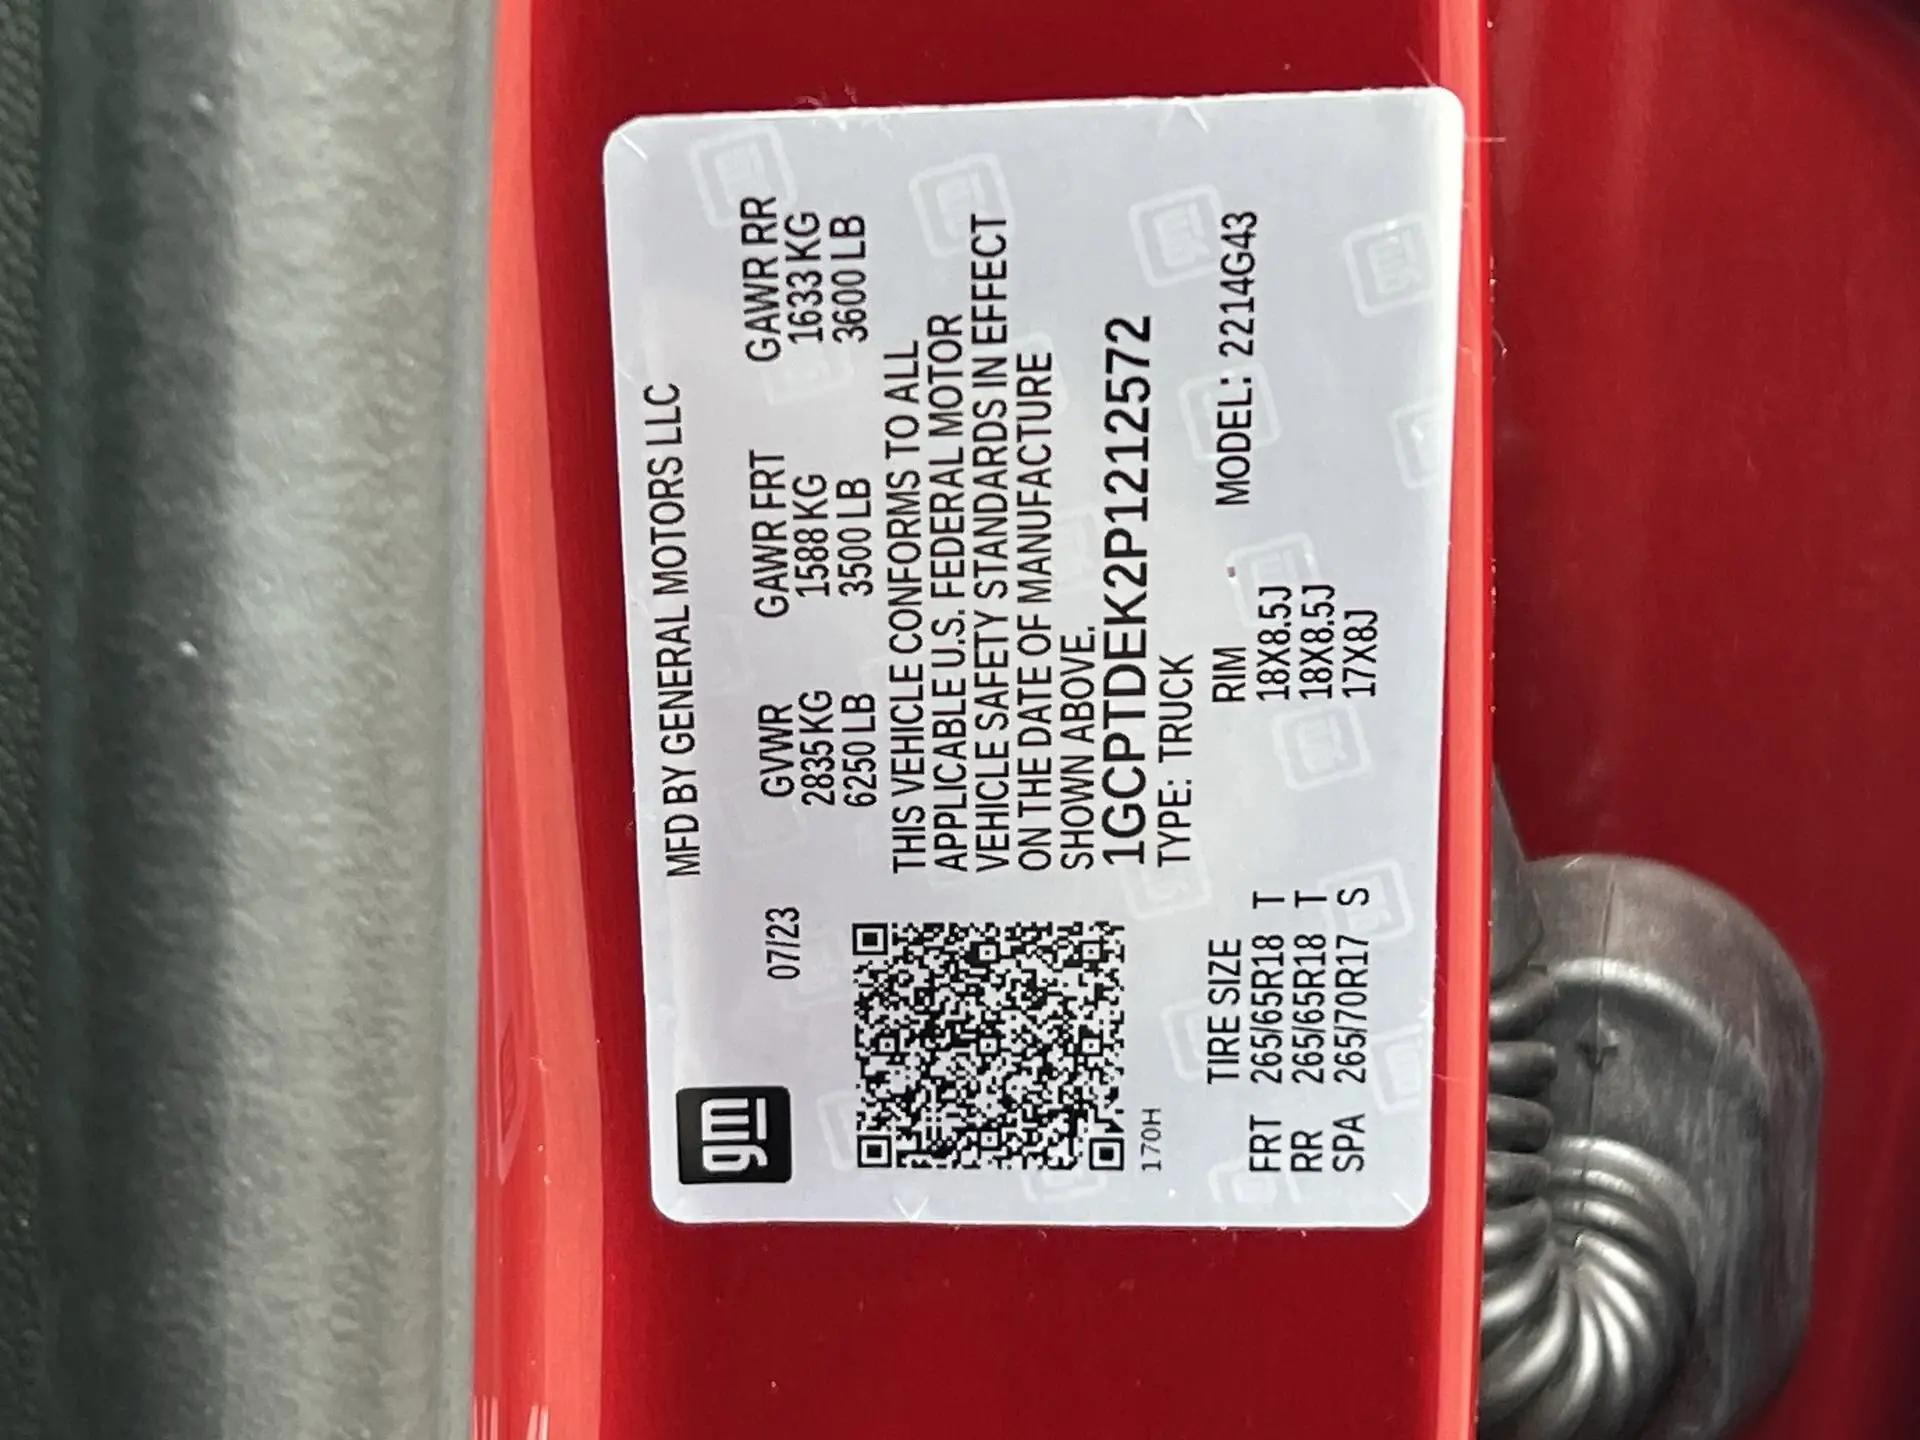 gm
MFD BY GENERAL MOTORS LLC
07/23 GVWR GAWR FRT GAWR RR
2835 KG 1588 KG 1633 KG
6250 LB 3500 LB 3600 LB
THIS VEHICLE CONFORMS TO ALL
APPLICABLE U.S. FEDERAL MOTOR
VEHICLE SAFETY STANDARDS IN EFFECT
ON THE DATE OF MANUFACTURE
SHOWN ABOVE.
1GCPTDEK2P1212572
170H TYPE: TRUCK
TIRE SIZE RIM MODEL: 2214G43
FRT 265/65R18 T 18X8.5J
RR 265/65R18 T 18X8.5J
SPA 265/70R17 S 17X8J